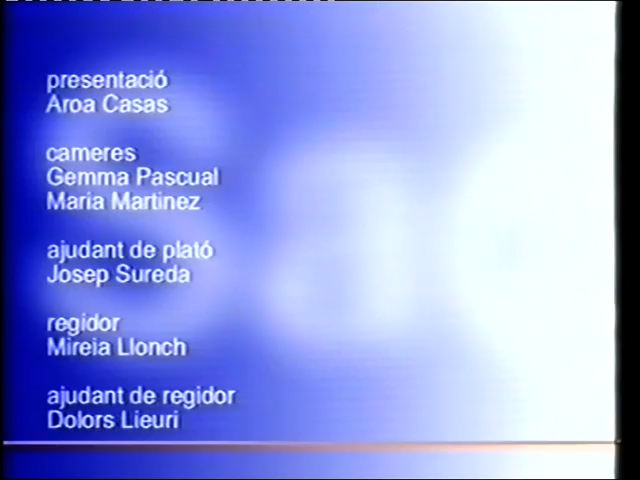 presentació
Aroa Casas
cameres
Gemma Pascual
Maria Martinez
ajudant de plató
Josep Sureda
regidor
Mireia Llonch
ajudant de regidor
Dolors Lieuri